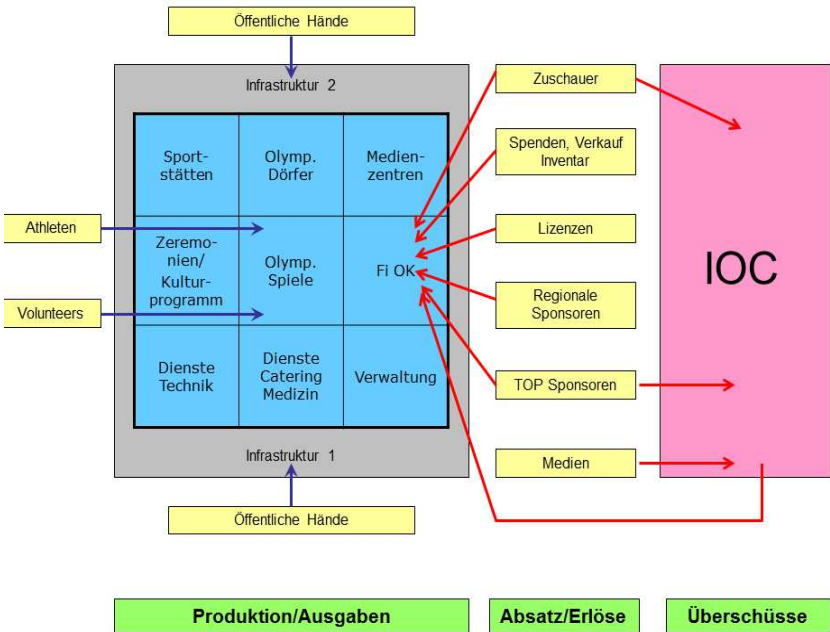 Öffentliche Hände
Infrastruktur 2
Sport-
stätten
Olymp.
Dörfer
Medien-
zentren
Athleten
Zeremo-
nien/
Kultur-
programm
Olymp.
Spiele
Fi OK
Volunteers
Dienste
Technik
Dienste
Catering
Medizin
Verwaltung
Infrastruktur 1
Öffentliche Hände
Zuschauer
Spenden, Verkauf
Inventar
Lizenzen
Regionale
Sponsoren
TOP Sponsoren
Medien
IOC
Produktion/Ausgaben
Absatz/Erlöse
Überschüsse